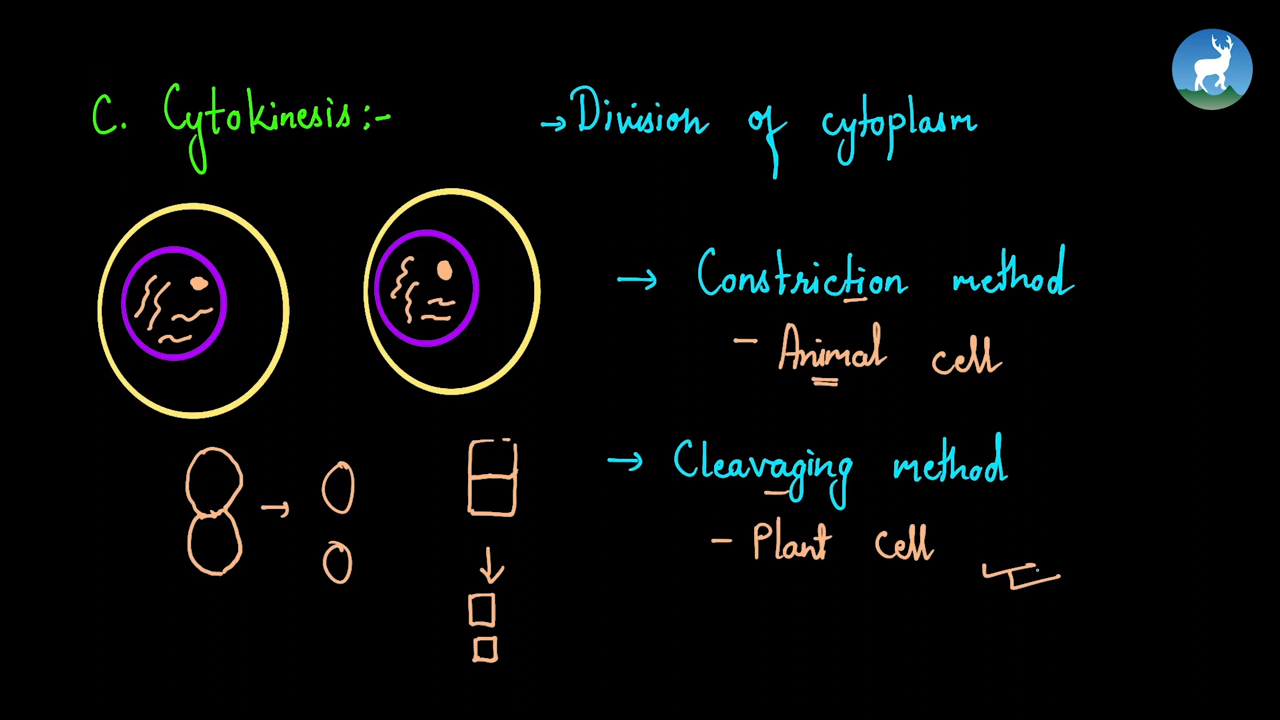 C. Cytokinesis:-
→ Division of cytoplasm
→ Constriction method
- Animal cell
→ Cleavaging method
- Plant cell